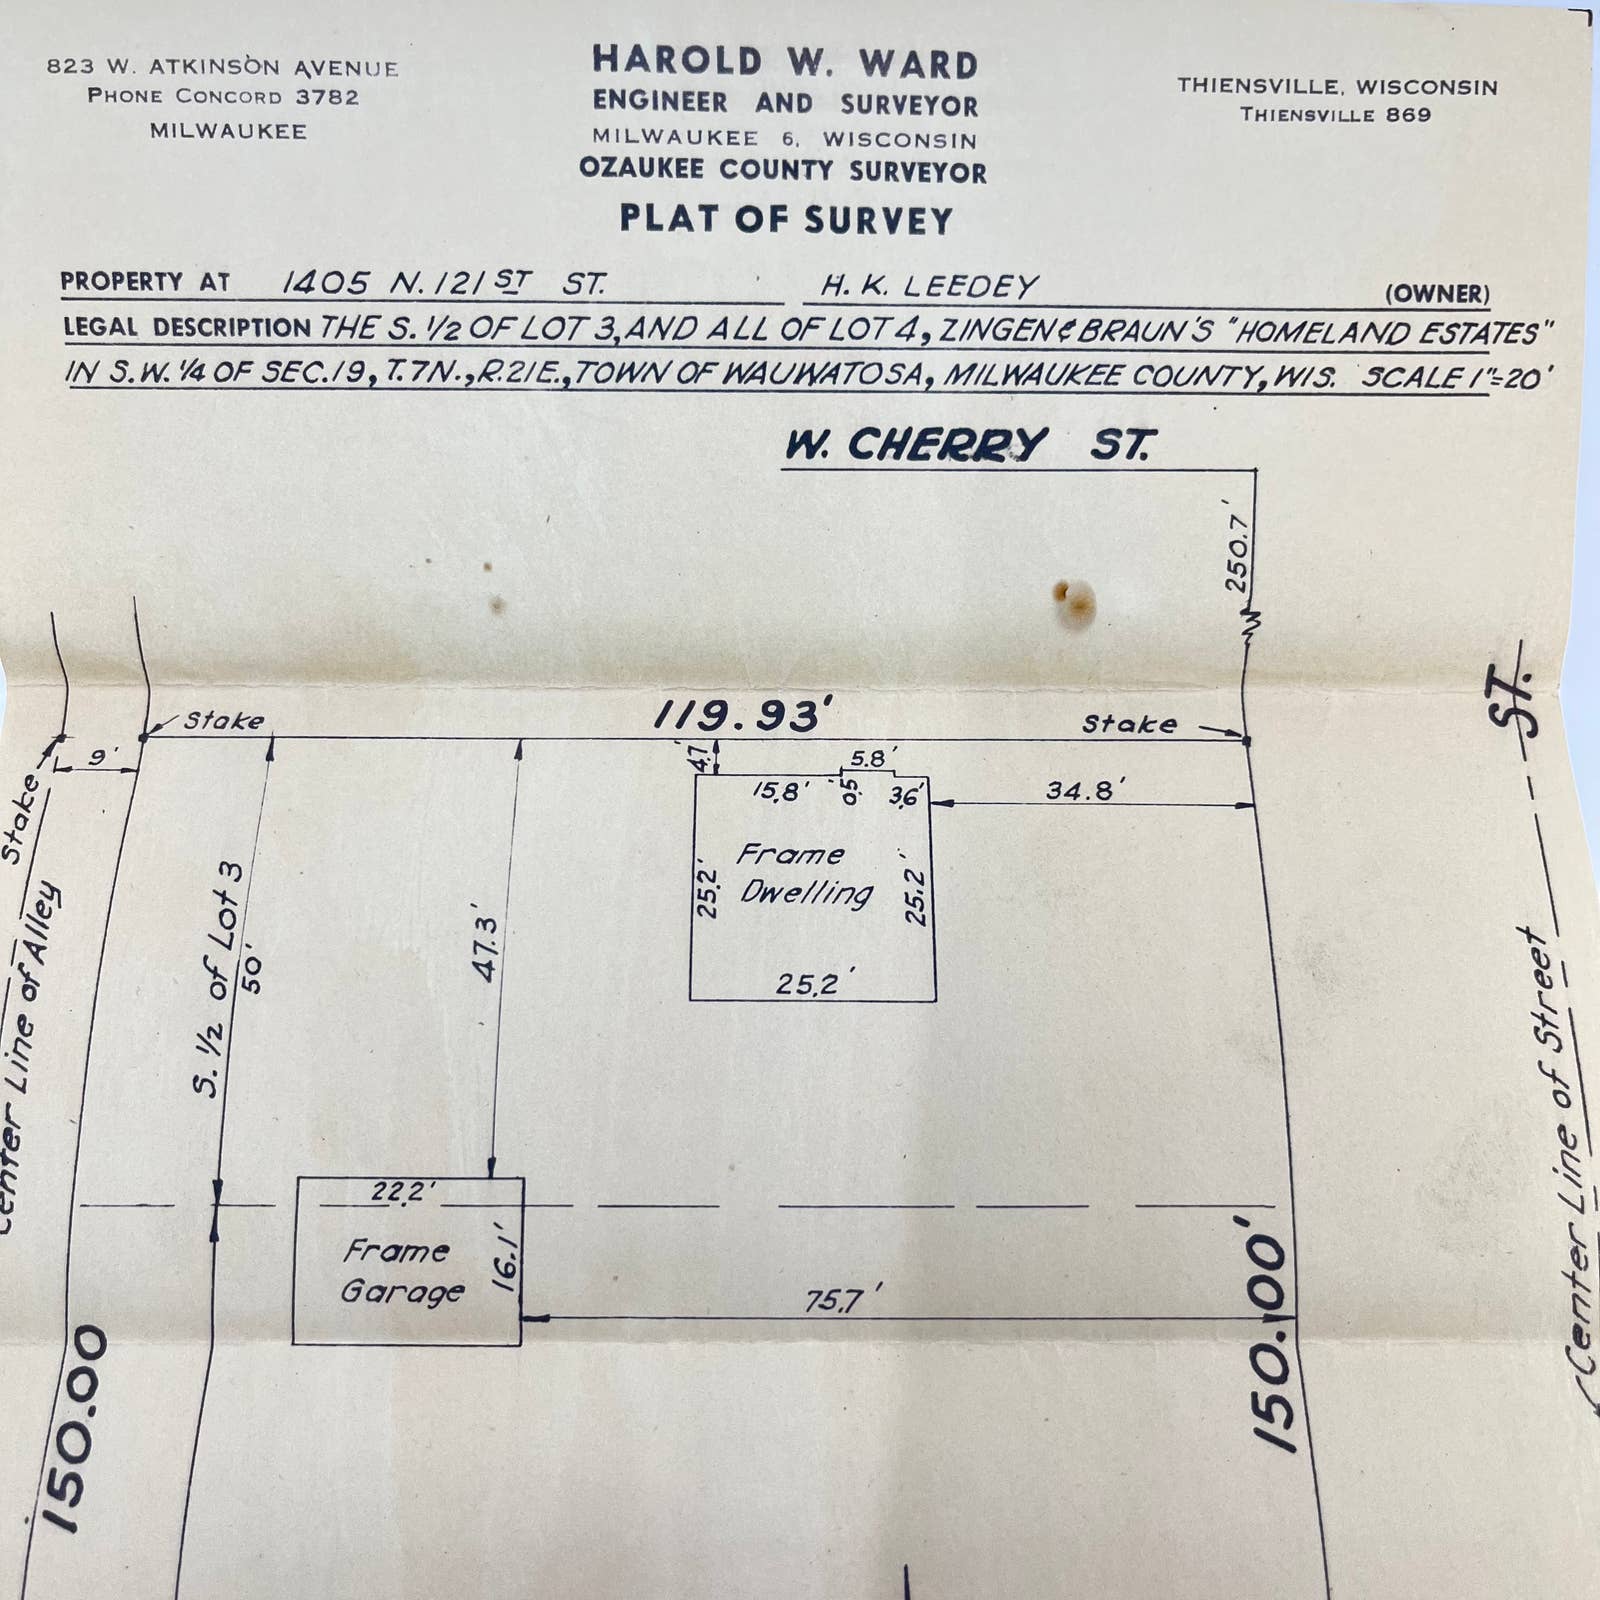 823 W. ATKINSON AVENUE
PHONE CONCORD 3782
MILWAUKEE
HAROLD W. WARD
ENGINEER AND SURVEYOR
MILWAUKEE 6, WISCONSIN
OZAUKEE COUNTY SURVEYOR
PLAT OF SURVEY
THIENSVILLE, WISCONSIN
THIENSVILLE 869
PROPERTY AT 1405 N. 121ST ST. H. K. LEEDEY (OWNER)
LEGAL DESCRIPTION THE S. 1/2 OF LOT 3, AND ALL OF LOT 4, ZINGEN & BRAUN'S "HOMELAND ESTATES"
IN S.W. 1/4 OF SEC. 19, T. 7N., R. 21E., TOWN OF WAUWATOSA, MILWAUKEE COUNTY, WIS. SCALE 1"=20'
W. CHERRY ST.
250.7'
ST.
Stake
119.93'
Stake
9'
Stake
4.7'
5.8'
15.8'
0.5'
3.6'
34.8'
Frame
Dwelling
25.2'
25.2'
25.2'
S. 1/2 of Lot 3
50'
47.3'
Center Line of Alley
Center Line of Street
22.2'
Frame
Garage
16.1'
75.7'
150.00
150.00'